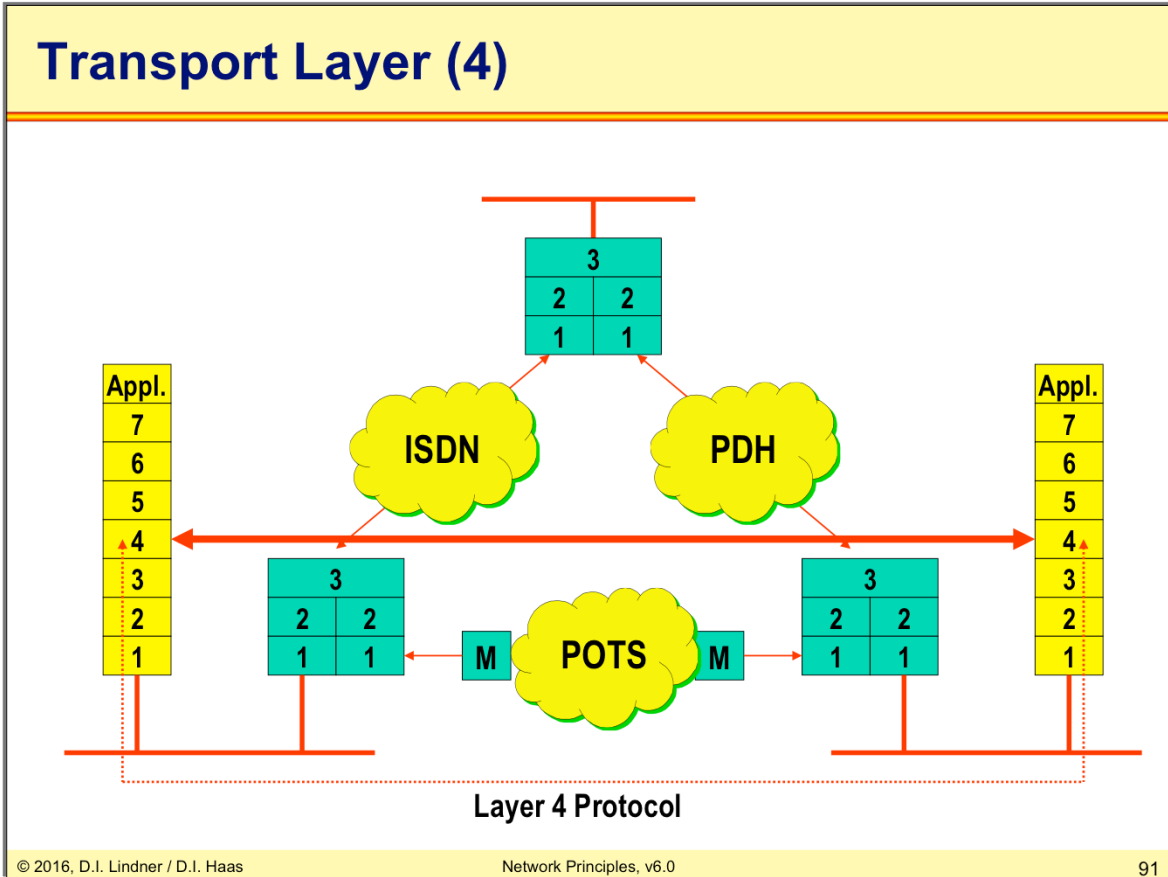 Transport Layer (4)
3
2 2
1 1
Appl.
7
6
5
4
3
2
1
ISDN
PDH
Appl.
7
6
5
4
3
2
1
3
2 2
1 1
M
POTS
M
3
2 2
1 1
Layer 4 Protocol
© 2016, D.I. Lindner / D.I. Haas
Network Principles, v6.0
91